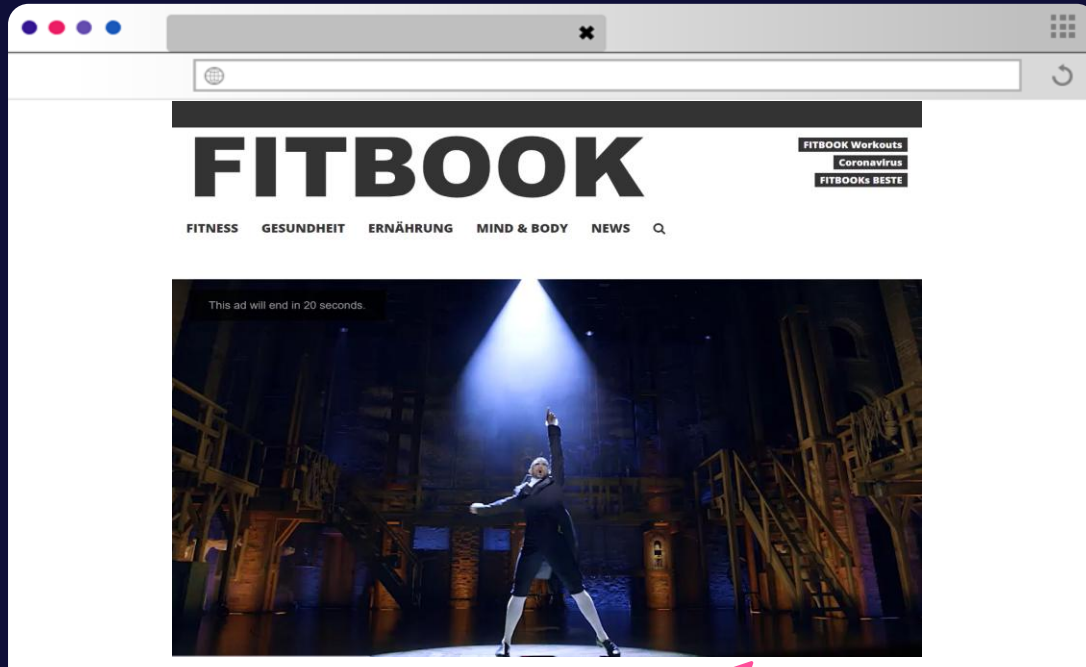 FITBOOK
FITBOOK Workouts
Coronavirus
FITBOOKs BESTE
FITNESS GESUNDHEIT ERNÄHRUNG MIND & BODY NEWS
This ad will end in 20 seconds.